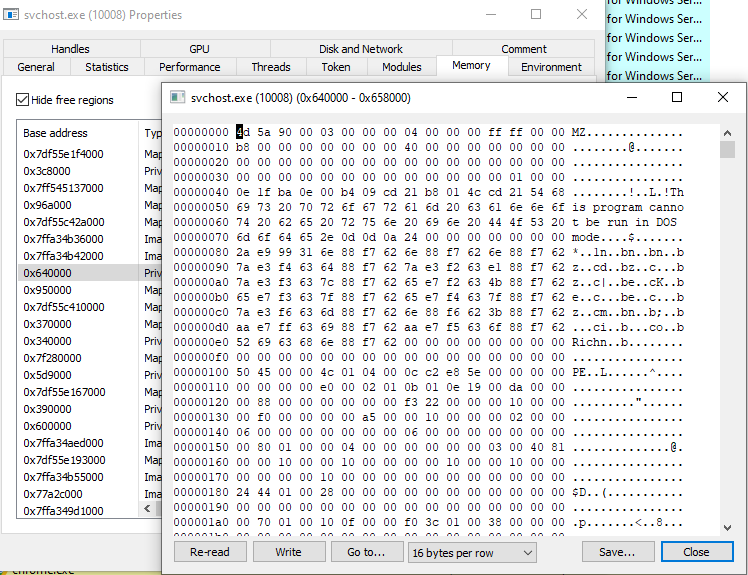 svchost.exe (10008) Properties
for Windows Ser...
for Windows Ser...
for Windows Ser...
for Windows Ser...
for Windows Ser...
Handles GPU Disk and Network Comment
General Statistics Performance Threads Token Modules Memory Environment
Hide free regions
Base address Typ
0x7df55e1f4000 Map
0x3c8000 Priv
0x7ff545137000 Map
0x96a000 Map
0x7df55c42a000 Map
0x7ffa34b36000 Ima
0x7ffa34b42000 Ima
0x640000 Priv
0x950000 Map
0x7df55c410000 Map
0x370000 Map
0x340000 Priv
0x7f280000 Map
0x5d9000 Priv
0x7df55e167000 Map
0x390000 Map
0x600000 Priv
0x7ffa34aed000 Ima
0x7df55e193000 Map
0x7ffa34b55000 Ima
0x77a2c000 Ima
0x7ffa349d1000
svchost.exe (10008) (0x640000 - 0x658000)
00000000 4d 5a 90 00 03 00 00 00 04 00 00 00 ff ff 00 00 MZ..............
00000010 b8 00 00 00 00 00 00 00 40 00 00 00 00 00 00 00 ........@.......
00000020 00 00 00 00 00 00 00 00 00 00 00 00 00 00 00 00 ................
00000030 00 00 00 00 00 00 00 00 00 00 00 00 00 01 00 00 ................
00000040 0e 1f ba 0e 00 b4 09 cd 21 b8 01 4c cd 21 54 68 ........!..L.!Th
00000050 69 73 20 70 72 6f 67 72 61 6d 20 63 61 6e 6e 6f is program canno
00000060 74 20 62 65 20 72 75 6e 20 69 6e 20 44 4f 53 20 t be run in DOS
00000070 6d 6f 64 65 2e 0d 0d 0a 24 00 00 00 00 00 00 00 mode....$.......
00000080 2a e9 99 31 6e 88 f7 62 6e 88 f7 62 6e 88 f7 62 *..1n..bn..bn..b
00000090 7a e3 f4 63 64 88 f7 62 7a e3 f2 63 e1 88 f7 62 z..cd..bz..c...b
000000a0 7a e3 f3 63 7c 88 f7 62 65 e7 f2 63 4b 88 f7 62 z..c|..be..cK..b
000000b0 65 e7 f3 63 7f 88 f7 62 65 e7 f4 63 7f 88 f7 62 e..c...be..c...b
000000c0 7a e3 f6 63 6d 88 f7 62 6e 88 f6 62 3b 88 f7 62 z..cm..bn..b;..b
000000d0 aa e7 ff 63 69 88 f7 62 aa e7 f5 63 6f 88 f7 62 ...ci..b...co..b
000000e0 52 69 63 68 6e 88 f7 62 00 00 00 00 00 00 00 00 Richn..b........
000000f0 00 00 00 00 00 00 00 00 00 00 00 00 00 00 00 00 ................
00000100 50 45 00 00 4c 01 04 00 0c c2 e8 5e 00 00 00 00 PE..L......^....
00000110 00 00 00 00 e0 00 02 01 0b 01 0e 19 00 da 00 00 ................
00000120 00 88 00 00 00 00 00 00 f3 22 00 00 00 10 00 00 ........."......
00000130 00 f0 00 00 00 00 a5 00 00 10 00 00 00 02 00 00 ................
00000140 06 00 00 00 00 00 00 00 06 00 00 00 00 00 00 00 ................
00000150 00 80 01 00 00 04 00 00 00 00 00 00 03 00 40 81 ..............@.
00000160 00 00 10 00 00 10 00 00 00 00 10 00 00 10 00 00 ................
00000170 00 00 00 00 10 00 00 00 00 00 00 00 00 00 00 00 ................
00000180 24 44 01 00 28 00 00 00 00 00 00 00 00 00 00 00 $D..(...........
00000190 00 00 00 00 00 00 00 00 00 00 00 00 00 00 00 00 ................
000001a0 00 70 01 00 10 0f 00 00 f0 3c 01 00 38 00 00 00 .p.......<..8...
Re-read Write Go to... 16 bytes per row Save... Close
chrome.exe